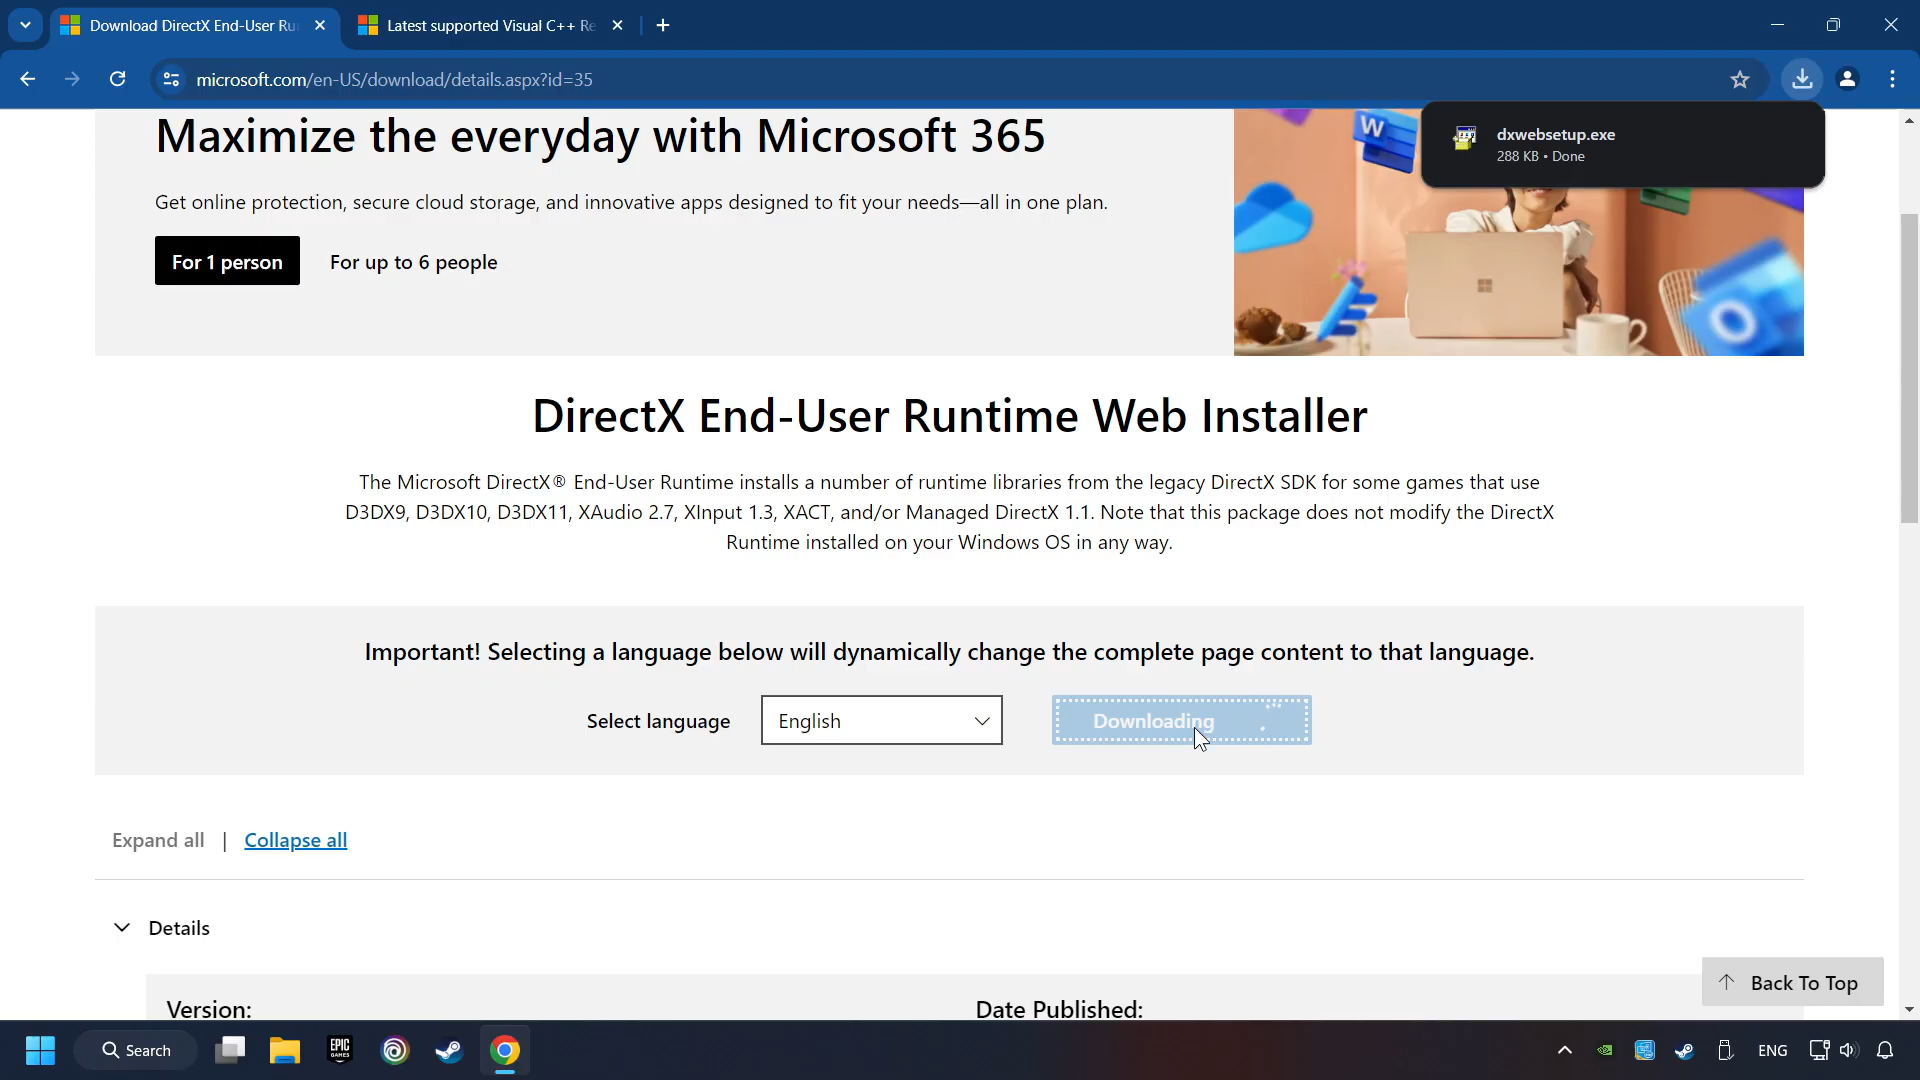 Download DirectX End-User Ru
Latest supported Visual C++ Re
microsoft.com/en-US/download/details.aspx?id=35
dxwebsetup.exe
288 KB • Done
Maximize the everyday with Microsoft 365
Get online protection, secure cloud storage, and innovative apps designed to fit your needs—all in one plan.
For 1 person
For up to 6 people
W
DirectX End-User Runtime Web Installer
The Microsoft DirectX® End-User Runtime installs a number of runtime libraries from the legacy DirectX SDK for some games that use
D3DX9, D3DX10, D3DX11, XAudio 2.7, XInput 1.3, XACT, and/or Managed DirectX 1.1. Note that this package does not modify the DirectX
Runtime installed on your Windows OS in any way.
Important! Selecting a language below will dynamically change the complete page content to that language.
Select language
English
Downloading
Expand all | Collapse all
Details
Back To Top
Version:
Date Published:
Search
EPIC
GAMES
ENG